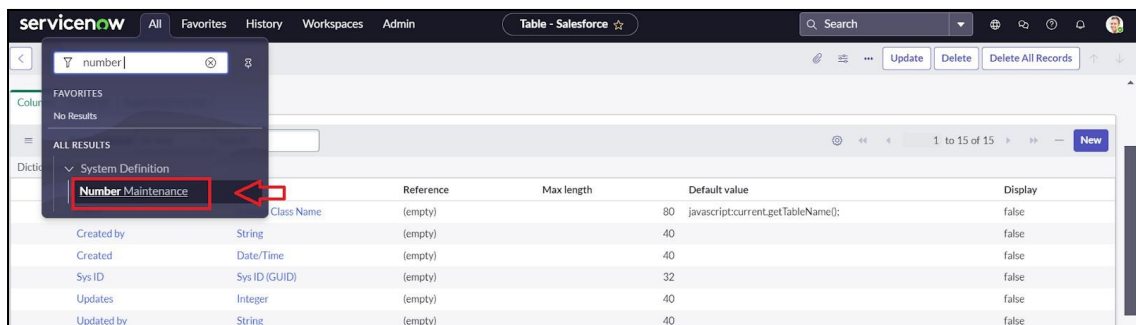 servicenow All Favorites History Workspaces Admin Table - Salesforce Search
number Update Delete Delete All Records
FAVORITES
Colu
No Results
ALL RESULTS 1 to 15 of 15 New
System Definition
Dictio
Number Maintenance Reference Max length Default value Display
Class Name (empty) 80 javascript:current.getTableName(); false
Created by String (empty) 40 false
Created Date/Time (empty) 40 false
Sys ID Sys ID (GUID) (empty) 32 false
Updates Integer (empty) 40 false
Updated by String (empty) 40 false